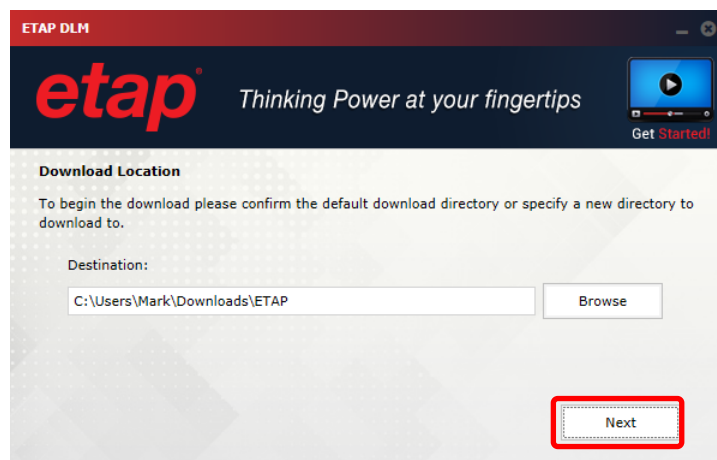 ETAP DLM
etap®
Thinking Power at your fingertips
Get Started!
Download Location
To begin the download please confirm the default download directory or specify a new directory to
download to.
Destination:
C:\Users\Mark\Downloads\ETAP
Browse
Next